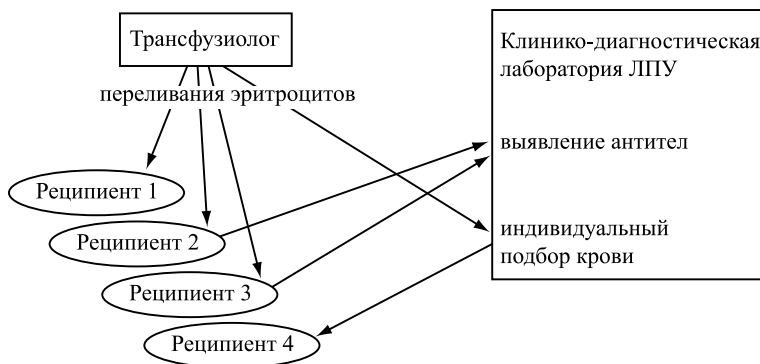 Трансфузиолог
переливания эритроцитов
Реципиент 1
Реципиент 2
Реципиент 3
Реципиент 4
Клинико-диагностическая
лаборатория ЛПУ
выявление антител
индивидуальный
подбор крови